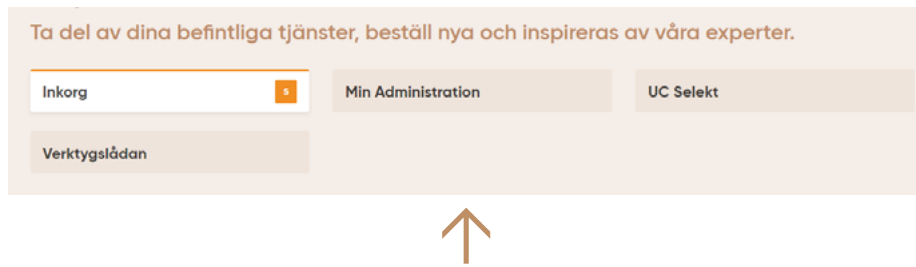 Ta del av dina befintliga tjänster, beställ nya och inspireras av våra experter.
Inkorg
5
Min Administration
UC Selekt
Verktygslådan